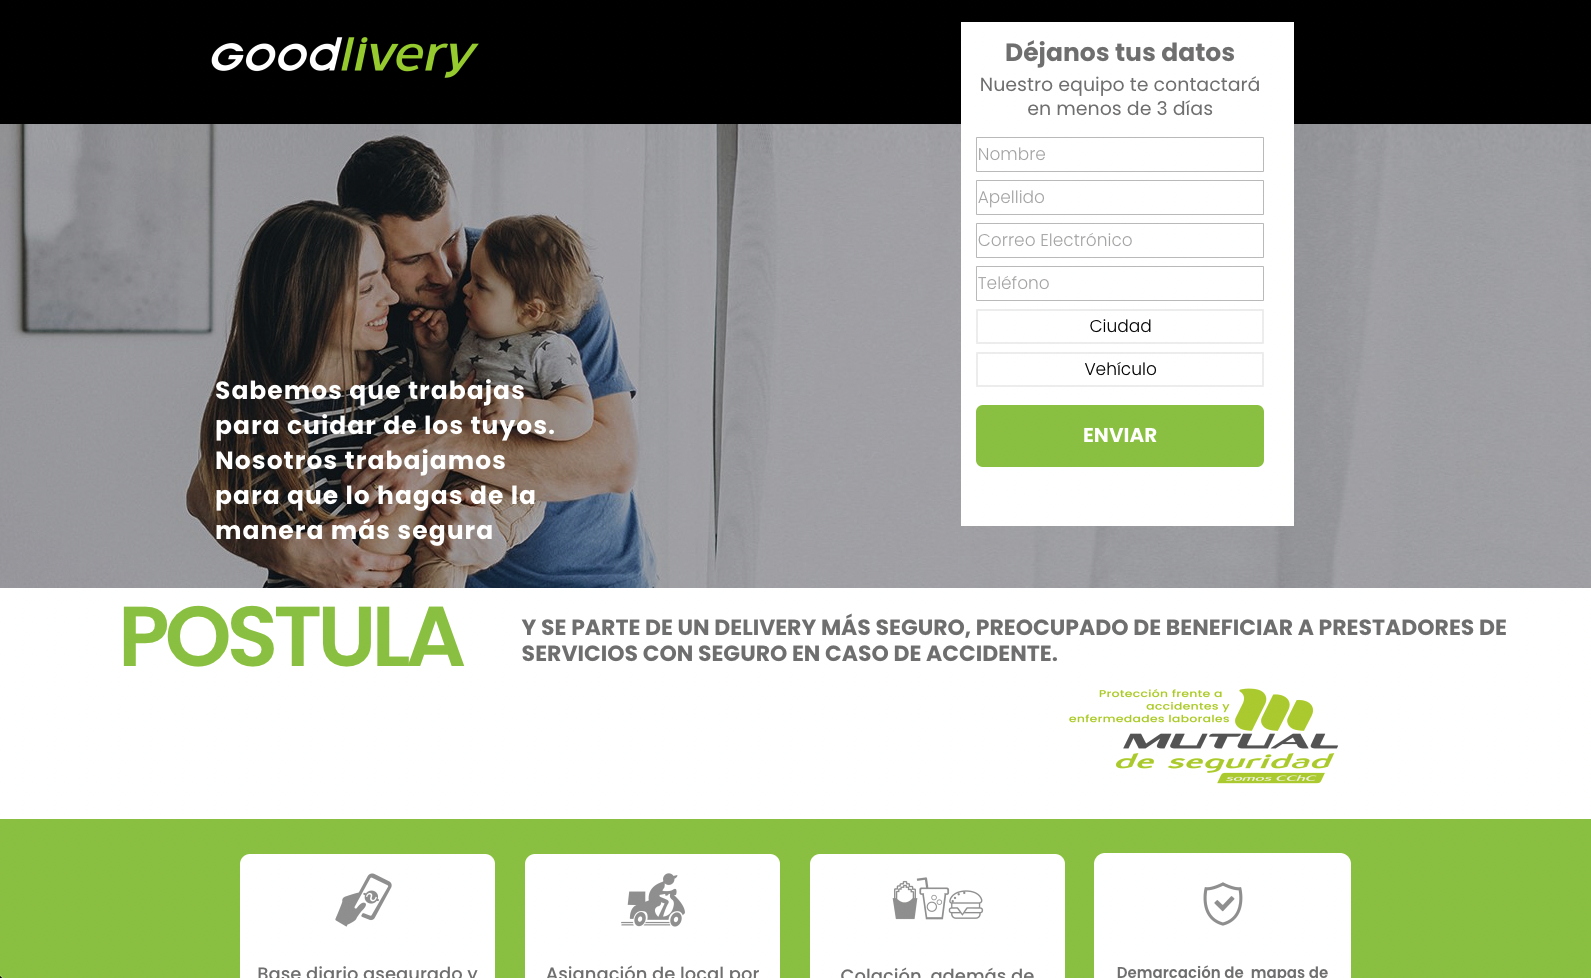 Goodlivery
Déjanos tus datos
Nuestro equipo te contactará
en menos de 3 días
Nombre
Apellido
Correo Electrónico
Teléfono
Ciudad
Vehículo
ENVIAR
Sabemos que trabajas
para cuidar de los tuyos.
Nosotros trabajamos
para que lo hagas de la
manera más segura
POSTULA
Y SE PARTE DE UN DELIVERY MÁS SEGURO, PREOCUPADO DE BENEFICIAR A PRESTADORES DE
SERVICIOS CON SEGURO EN CASO DE ACCIDENTE.
Protección frente a
accidentes y
enfermedades laborales
MUTUAL
de seguridad
somos CChC
Base diario asegurado y
Asignación de local por
Colación, además de
Demarcación de mapas de